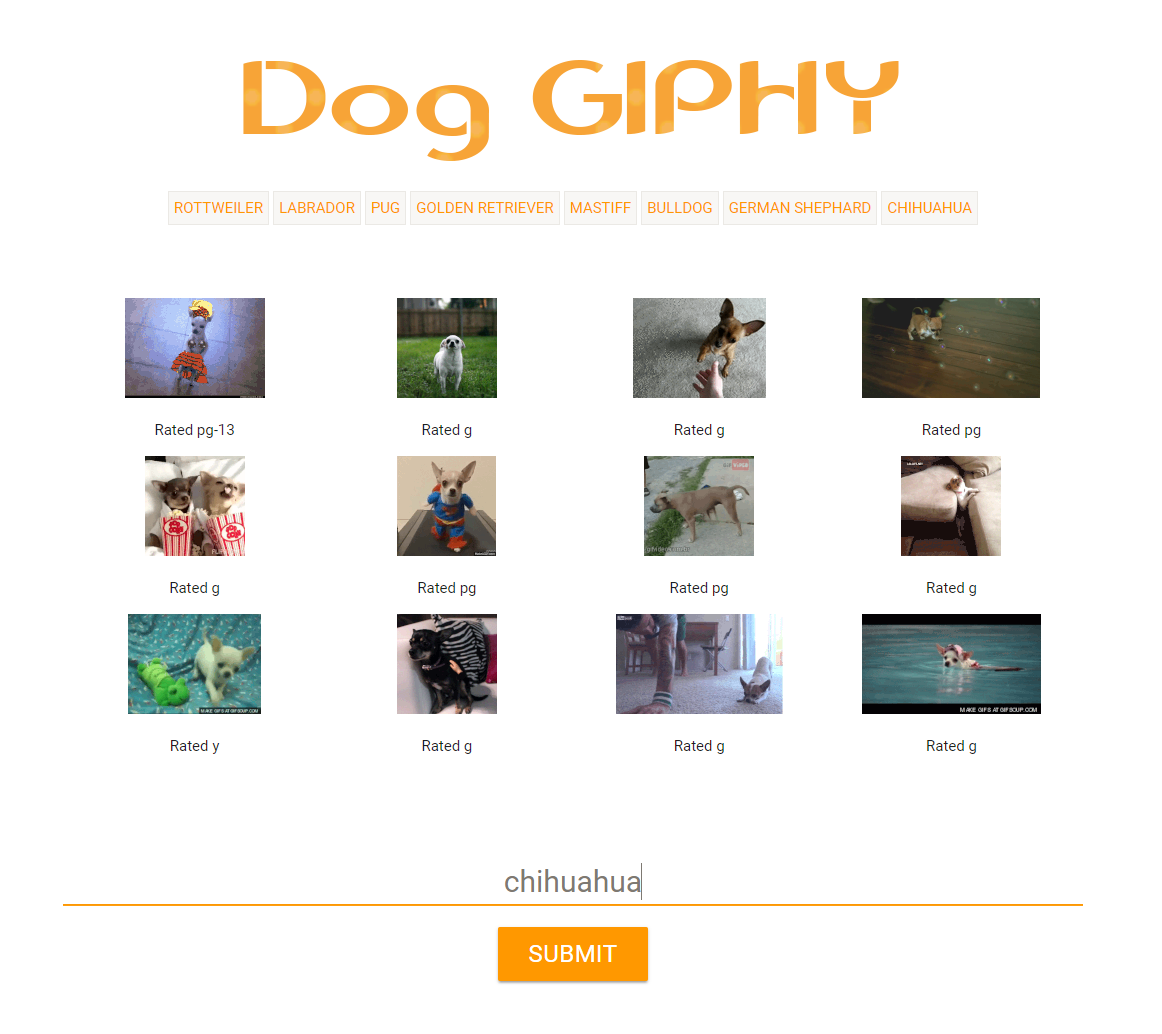 Dog GIPHY
ROTTWEILER LABRADOR PUG GOLDEN RETRIEVER MASTIFF BULLDOG GERMAN SHEPHARD CHIHUAHUA
Rated pg-13 Rated g Rated g Rated pg
Rated g Rated pg Rated pg Rated g
MAKE GIFS AT GIFSOUP.COM MAKE GIFS AT GIFSOUP.COM
Rated y Rated g Rated g Rated g
chihuahua
SUBMIT